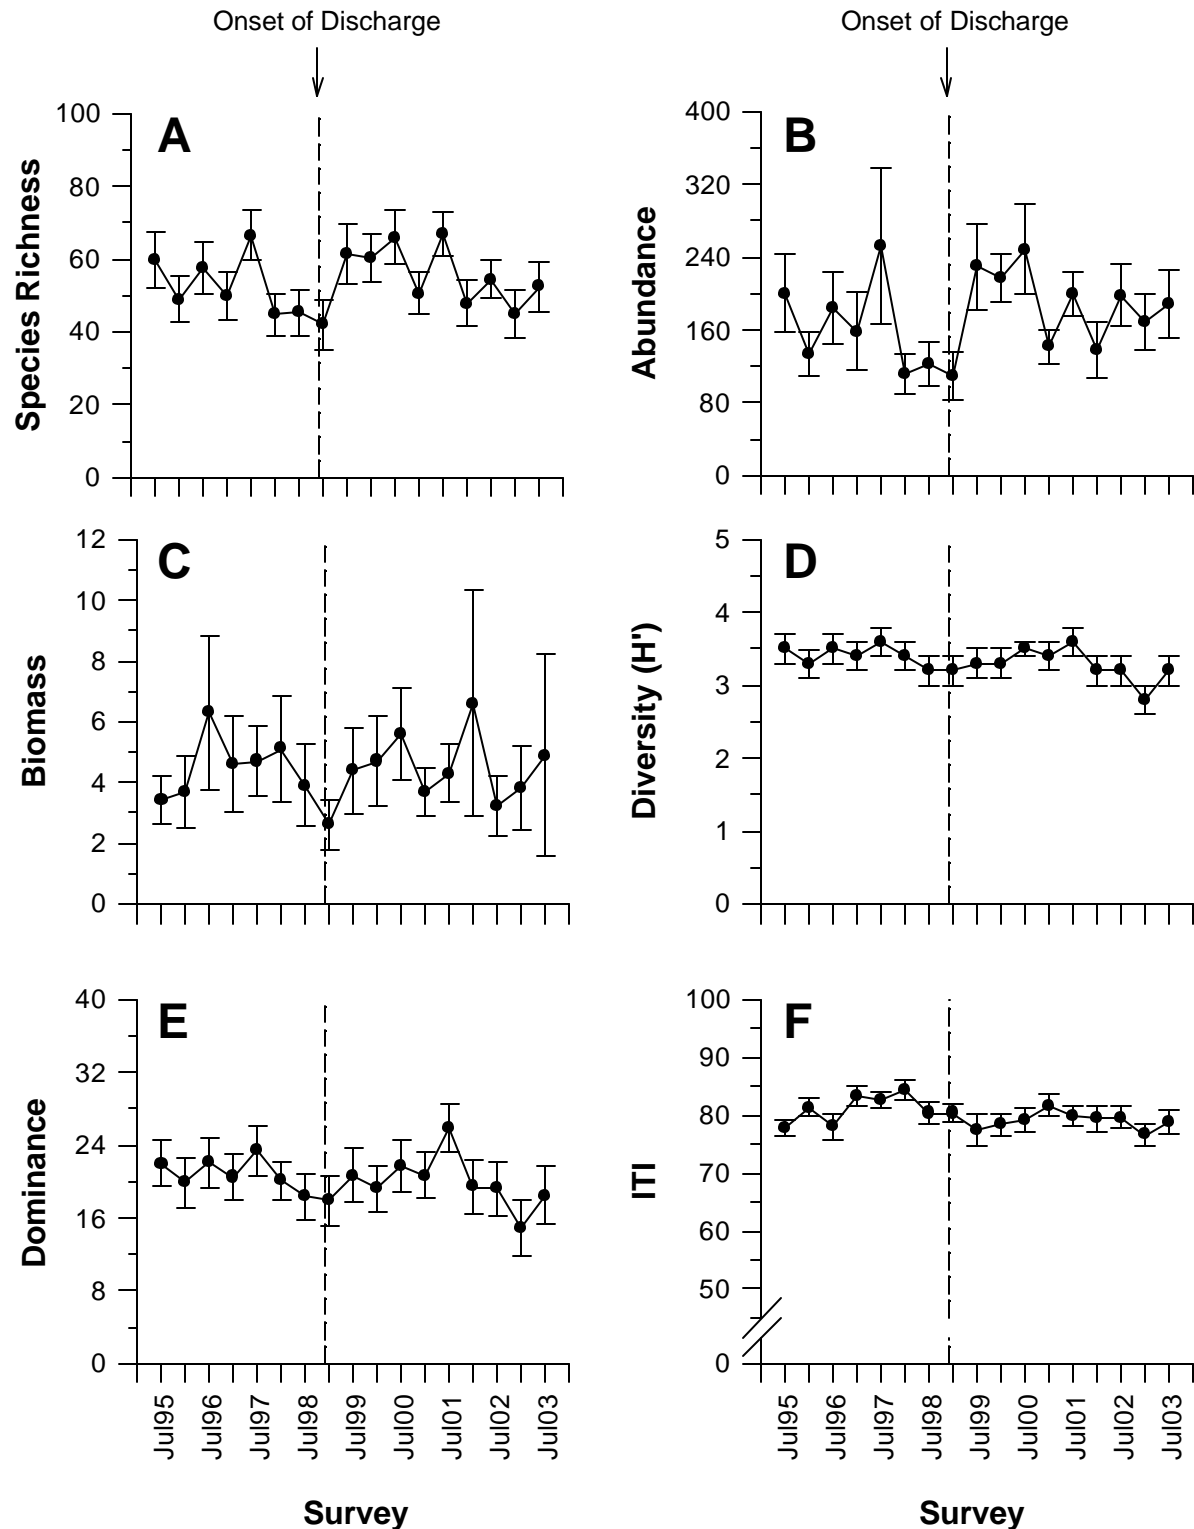 Onset of Discharge
Onset of Discharge
A
Species Richness
100
80
60
40
20
0
B
Abundance
400
320
240
160
80
0
C
Biomass
12
10
8
6
4
2
0
D
Diversity (H')
5
4
3
2
1
0
E
Dominance
40
32
24
16
8
0
F
ITI
100
90
80
70
60
50
0
Jul95
Jul96
Jul97
Jul98
Jul99
Jul00
Jul01
Jul02
Jul03
Survey
Jul95
Jul96
Jul97
Jul98
Jul99
Jul00
Jul01
Jul02
Jul03
Survey